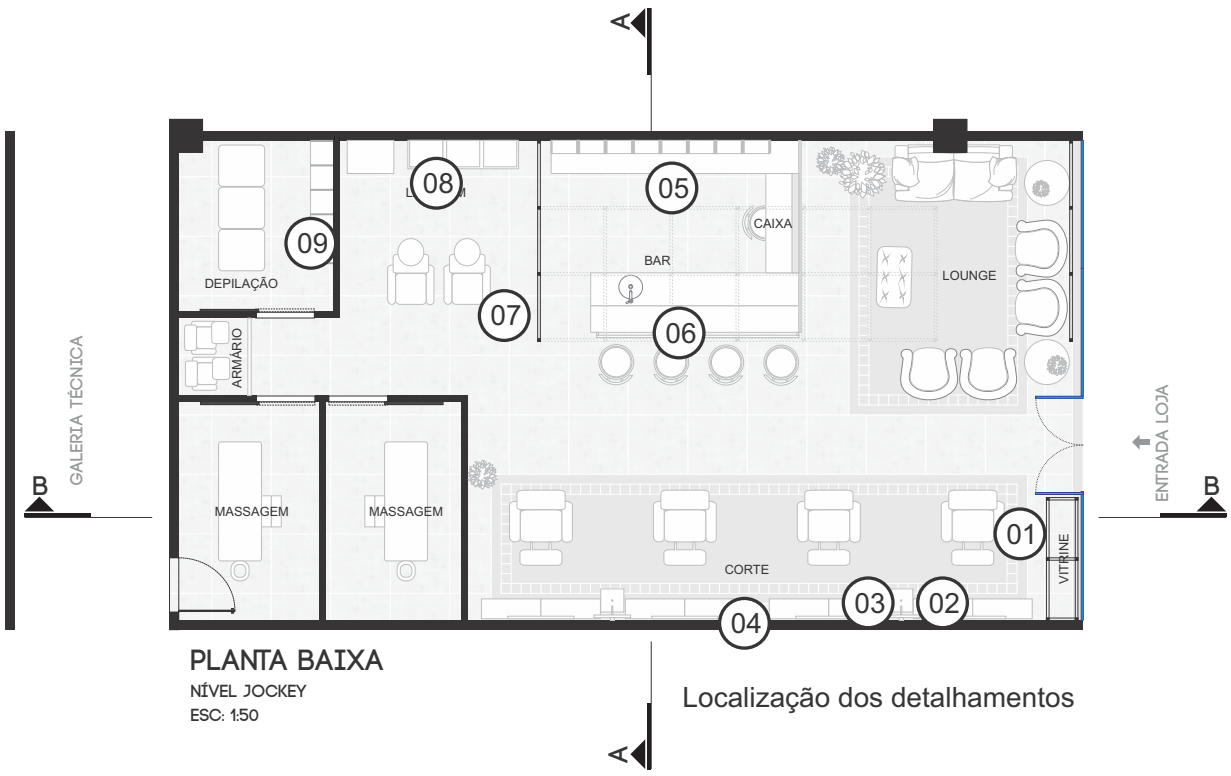 A
08
05
CAIXA
09
BAR
LOUNGE
DEPILAÇÃO
07
06
ARMÁRIO
GALERIA TÉCNICA
ENTRADA LOJA
B
B
MASSAGEM
MASSAGEM
01
VITRINE
CORTE
03
02
04
PLANTA BAIXA
NÍVEL JOCKEY
ESC: 1:50
Localização dos detalhamentos
A